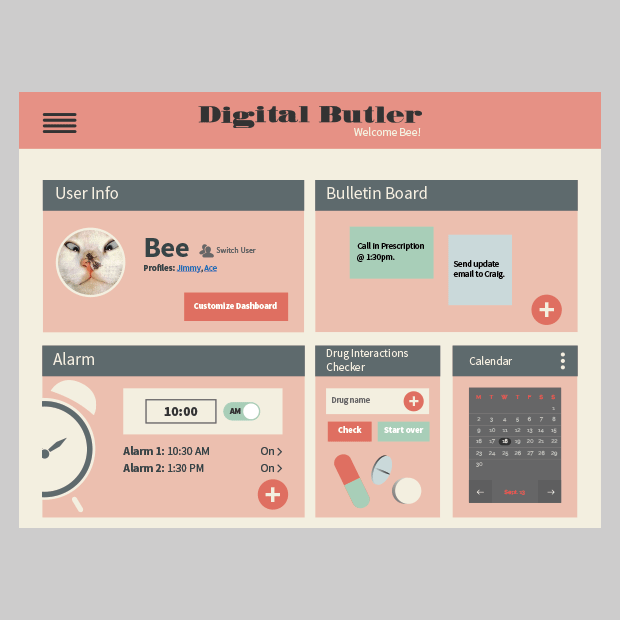 Digital Butler
Welcome Bee!
User Info
Bee
Switch User
Profiles: Jimmy, Ace
Customize Dashboard
Bulletin Board
Call in Prescription
@ 1:30pm.
Send update
email to Craig.
Alarm
10:00
AM
Alarm 1: 10:30 AM On
Alarm 2: 1:30 PM On
Drug Interactions
Checker
Drug name
Check
Start over
Calendar
M T W T F S S
1
2 3 4 5 6 7 8
9 10 11 12 13 14 15
16 17 18 19 20 21 22
23 24 25 26 27 28 29
30